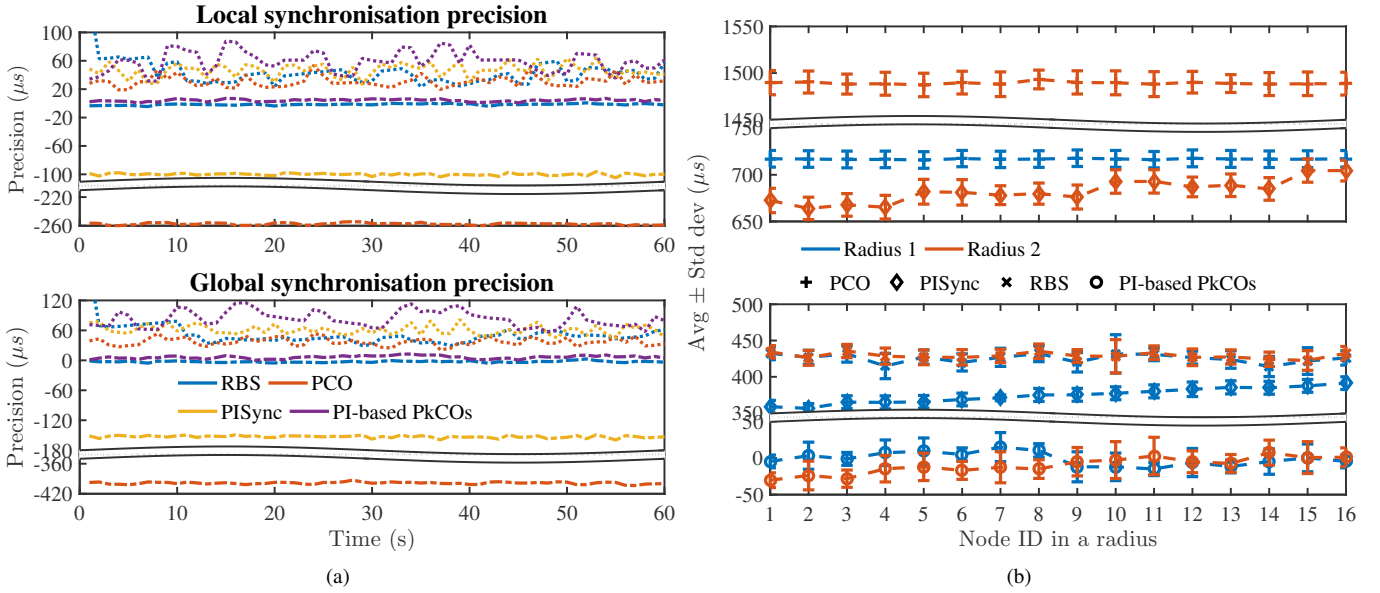 Local synchronisation precision
Precision (μs)
100
60
20
-20
-60
-100
-220
-260
0 10 20 30 40 50 60
Global synchronisation precision
Precision (μs)
120
60
0
-60
-120
-180
-360
-420
RBS PCO
PISync PI-based PkCOs
0 10 20 30 40 50 60
Time (s)
(a)
Avg ± Std dev (μs)
1550
1500
1450
750
700
650
Radius 1 Radius 2
PCO PISync RBS PI-based PkCOs
500
450
400
350
50
0
-50
1 2 3 4 5 6 7 8 9 10 11 12 13 14 15 16
Node ID in a radius
(b)